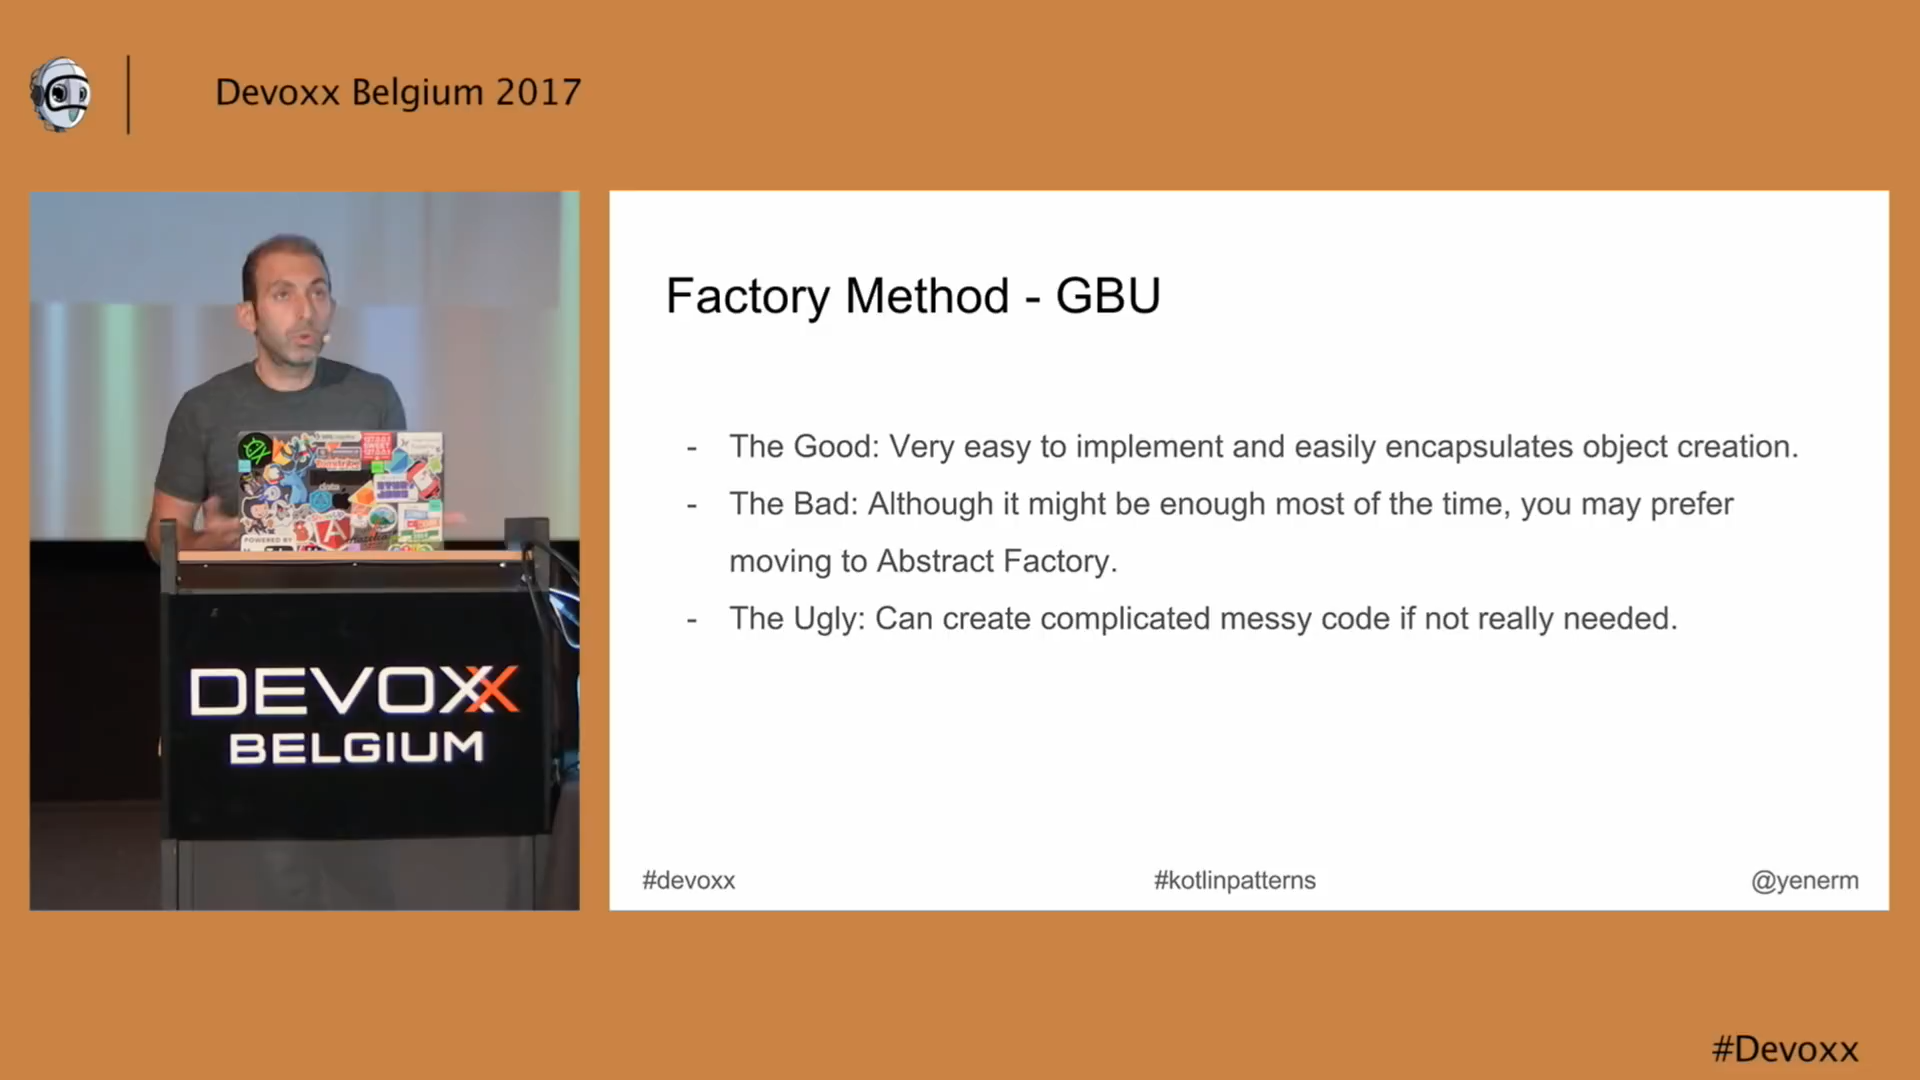 Devoxx Belgium 2017
Factory Method - GBU
- The Good: Very easy to implement and easily encapsulates object creation.
- The Bad: Although it might be enough most of the time, you may prefer
moving to Abstract Factory.
- The Ugly: Can create complicated messy code if not really needed.
#devoxx
#kotlinpatterns
@yenerm
POWERED BY
DEVOXX
BELGIUM
#Devoxx